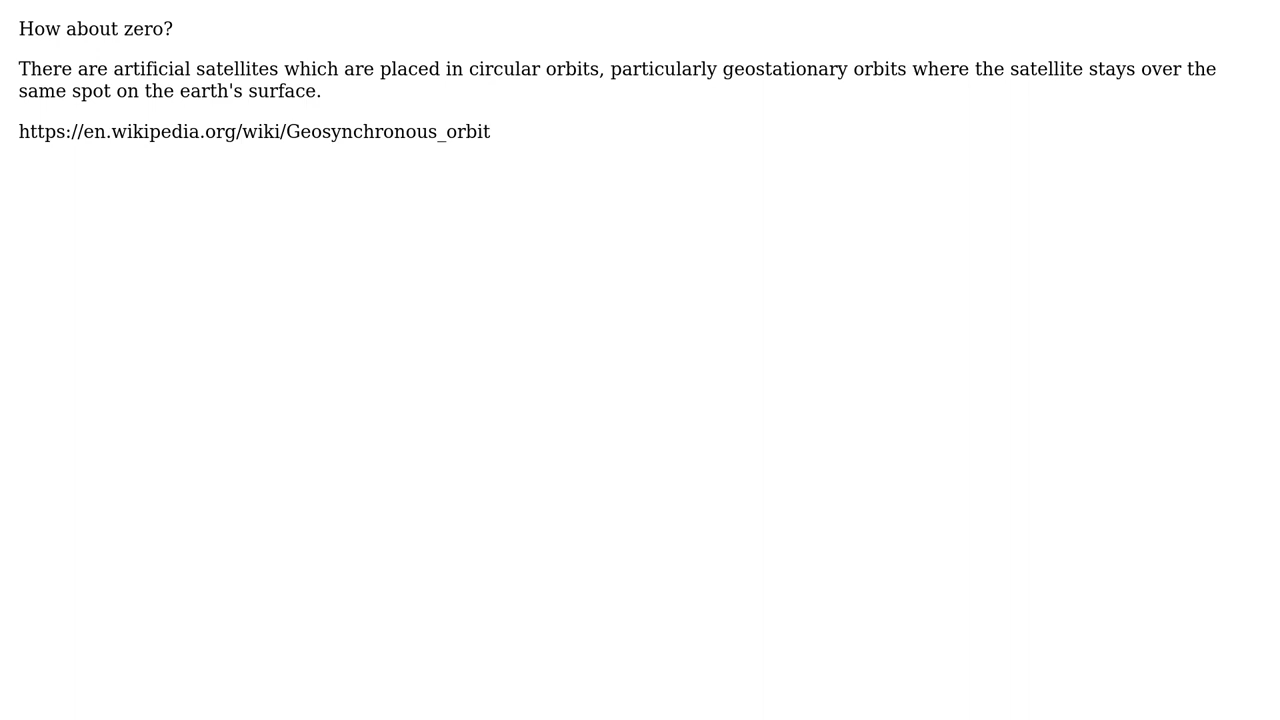 How about zero?
There are artificial satellites which are placed in circular orbits, particularly geostationary orbits where the satellite stays over the
same spot on the earth's surface.
https://en.wikipedia.org/wiki/Geosynchronous_orbit